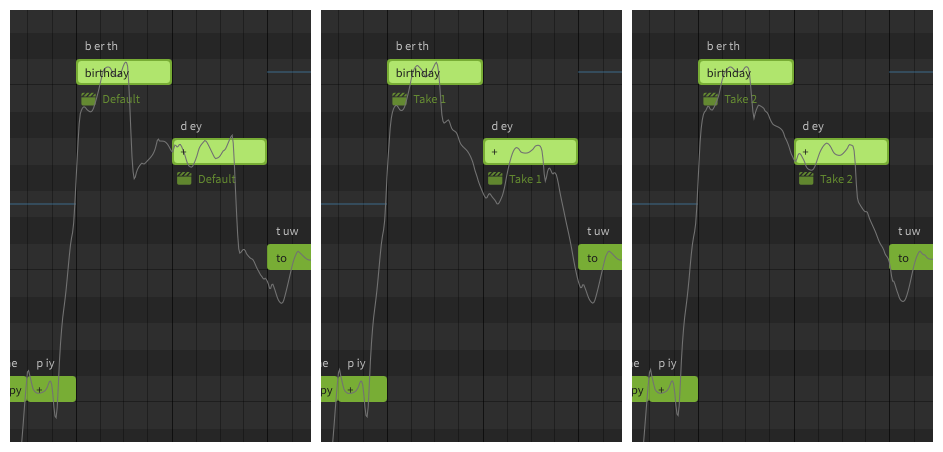 b er th
birthday
Default
d ey
+
Default
t uw
to
p iy
py
+
b er th
birthday
Take 1
d ey
+
Take 1
t uw
to
p iy
py
+
b er th
birthday
Take 2
d ey
+
Take 2
t uw
to
p iy
py
+